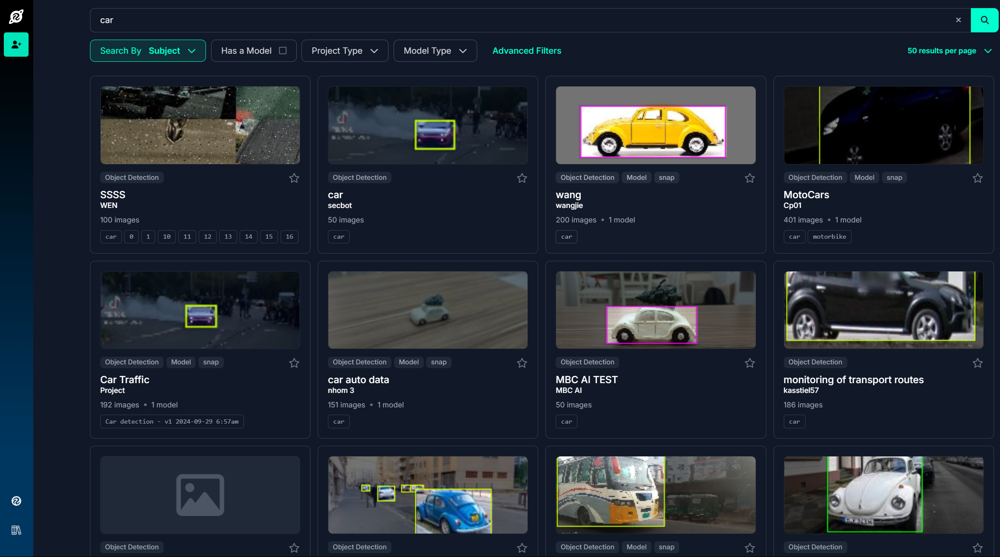 car
Search By Subject
Has a Model
Project Type
Model Type
Advanced Filters
50 results per page
Object Detection
SSSS
WEN
100 images
car 0 1 10 11 12 13 14 15 16
Object Detection
car
secbot
50 images
car
Object Detection Model snap
wang
wangjie
200 images • 1 model
car
Object Detection Model snap
MotoCars
Cp01
401 images • 1 model
car motorbike
Object Detection Model snap
Car Traffic
Project
192 images • 1 model
Car detection - v1 2024-09-29 6:57am
Object Detection Model snap
car auto data
nhom 3
151 images • 1 model
car
Object Detection
MBC AI TEST
MBC AI
50 images
car
Object Detection
monitoring of transport routes
kasstiel57
186 images
car
Object Detection
Object Detection
Object Detection Model snap
Object Detection